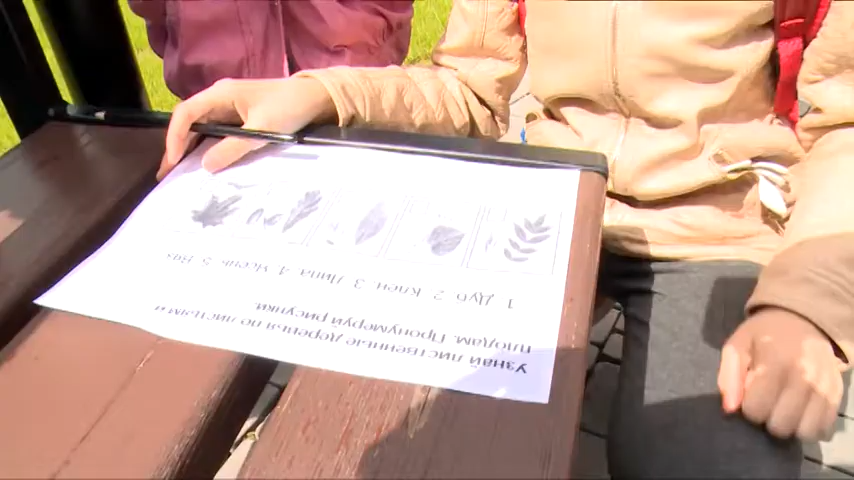 Узнай лиственные деревья по листьям и
плодам. Пронумеруй рисунки.
1 Дуб 2. Клен. 3. Липа. 4. Ясень. 5. Вяз